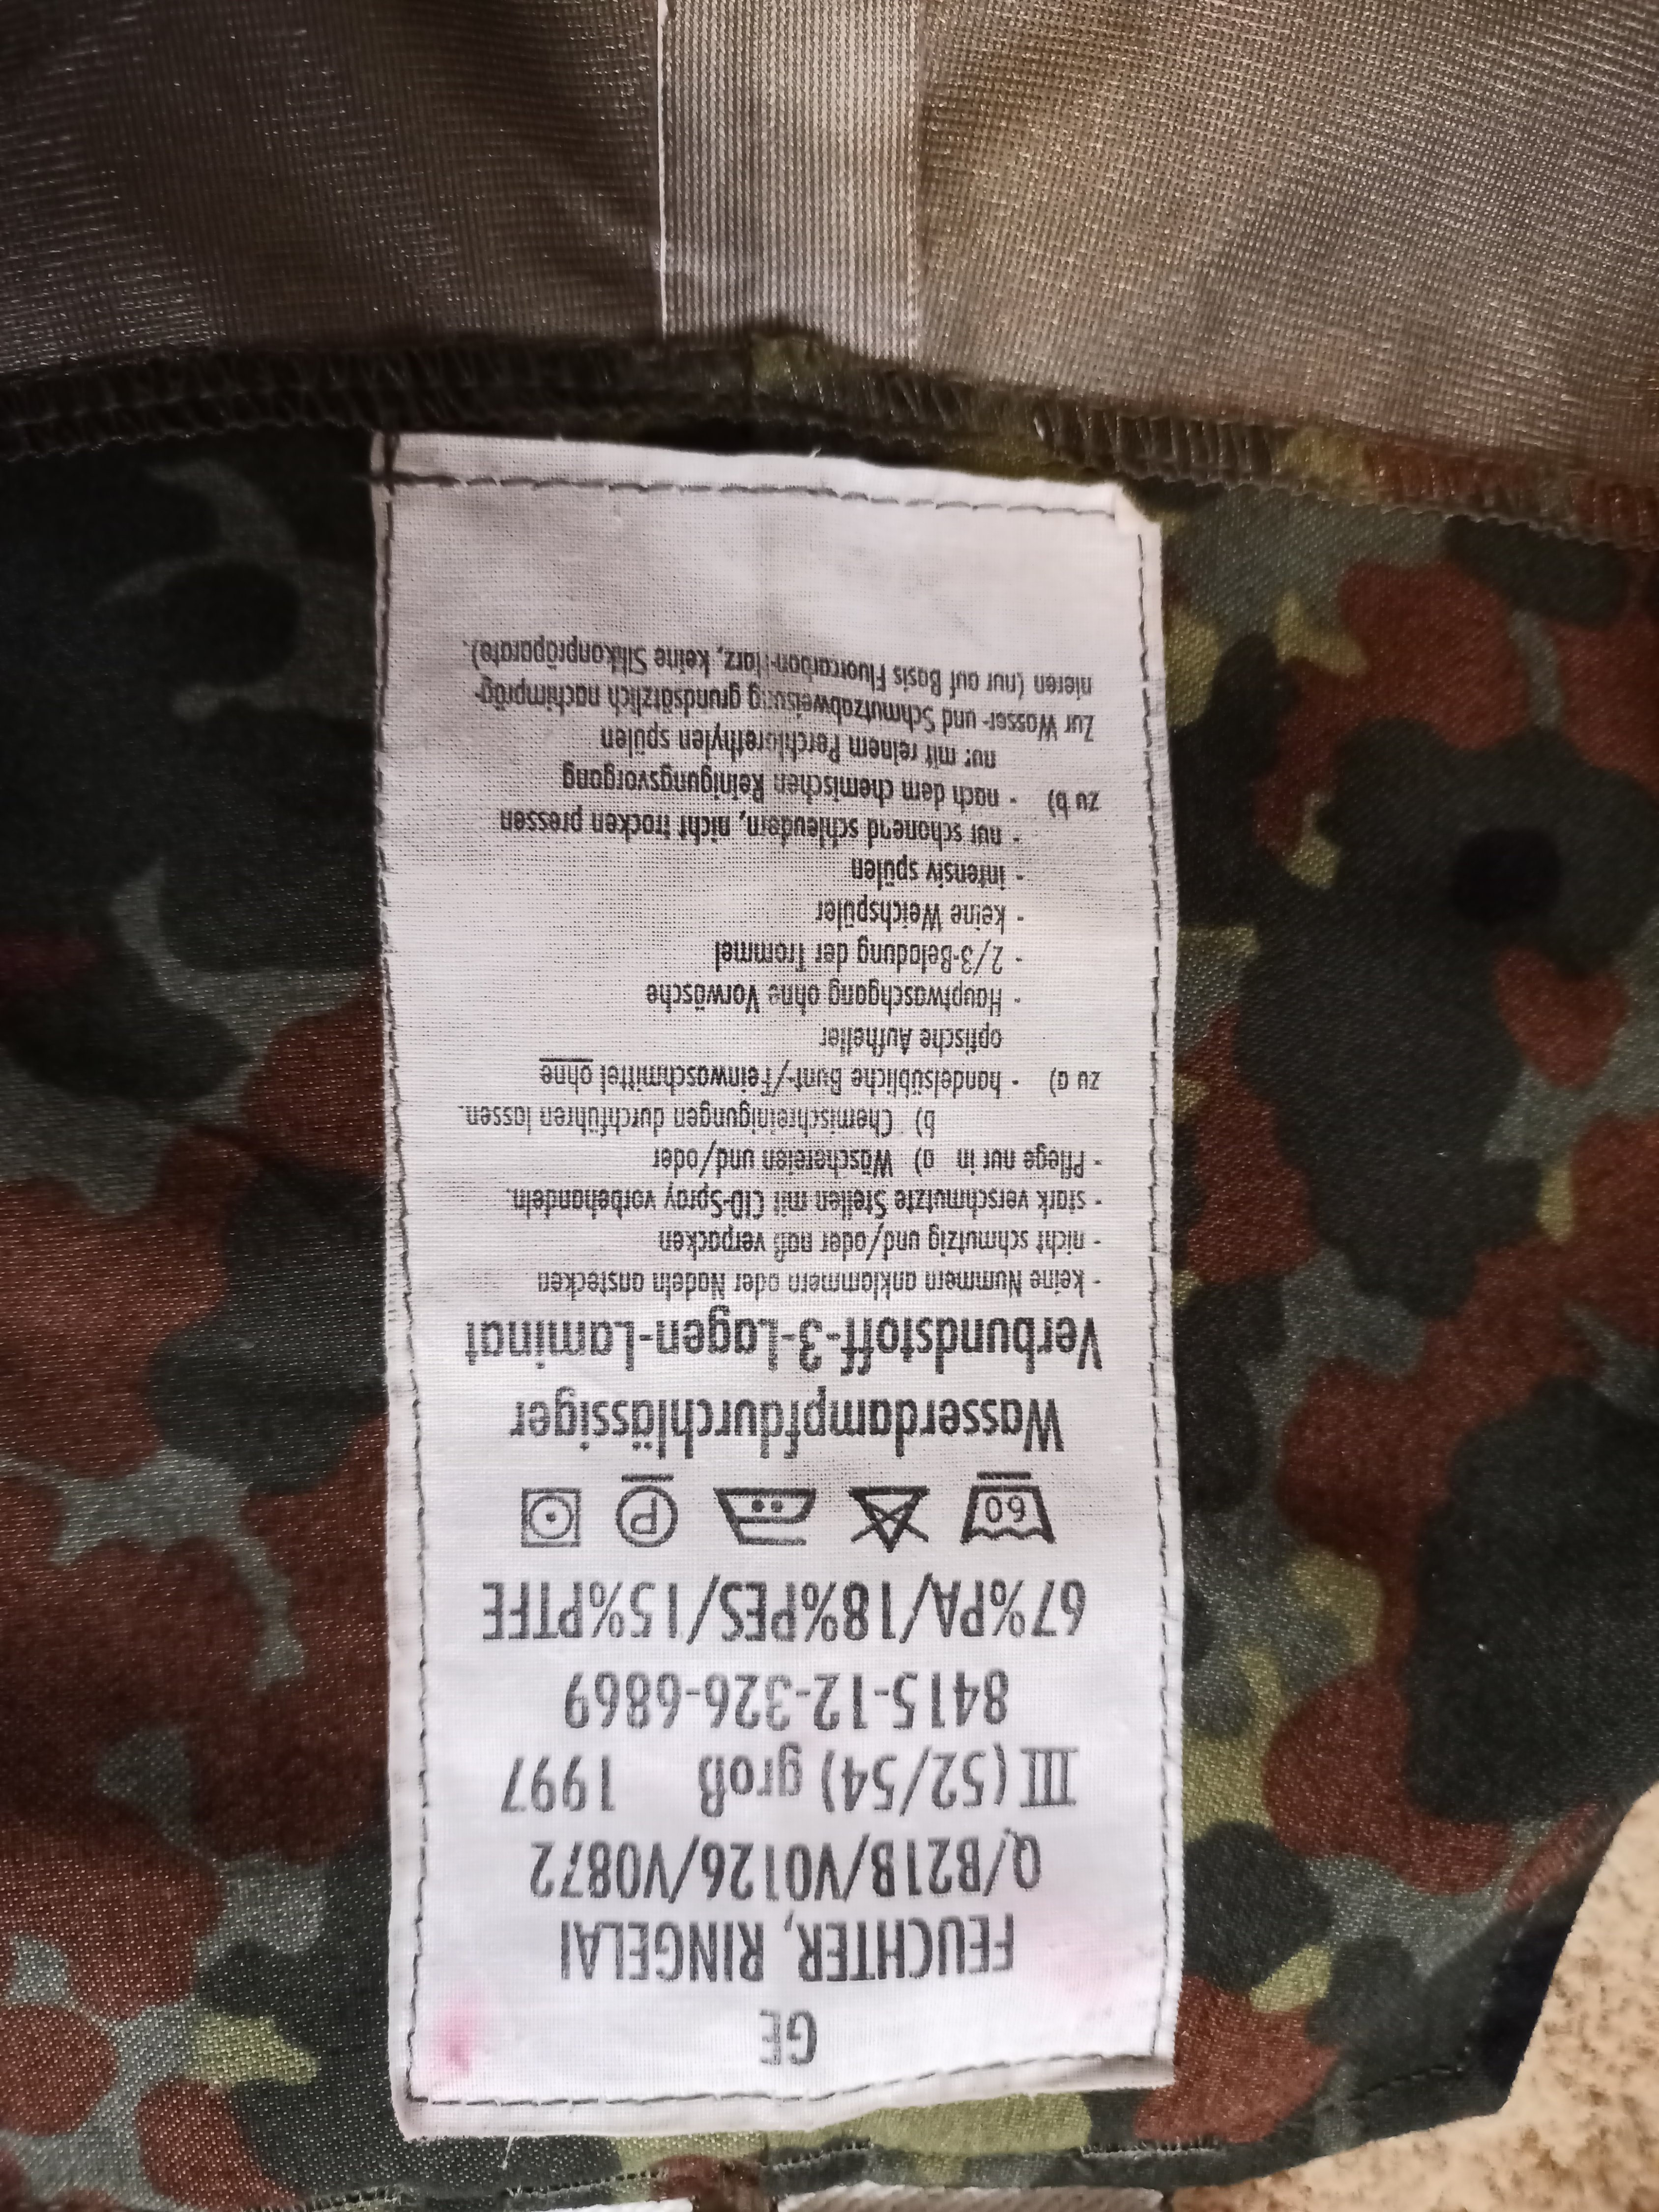 GE
FEUCHTER, RINGELAI
Q/B21B/V0126/V0872
III (52/54) groß 1997
8415-12-326-6869
67%PA/18%PES/15%PTFE
60 P
Wasserdampfdurchlässiger
Verbundstoff-3-Lagen-Laminat
- keine Nummern anklammern oder Nadeln anstecken
- nicht schmutzig und/oder naß verpacken
- stark verschmutzte Stellen mit CID-Spray vorbehandeln.
- Pflege nur in a) Wäschereien und/oder
b) Chemischreinigungen durchführen lassen.
zu a) - handelsübliche Bunt-/Feinwaschmittel ohne
optische Aufheller
- Hauptwaschgang ohne Vorwäsche
- 2/3-Beladung der Trommel
- keine Weichspüler
- intensiv spülen
- nur schonend schleudern, nicht trocken pressen
zu b) - nach dem chemischen Reinigungsvorgang
nur mit reinem Perchlorethylen spülen
Zur Wasser- und Schmutzabweisung grundsätzlich nachimpräg-
nieren (nur auf Basis Fluorcarbon-Harz, keine Silikonpräparate).